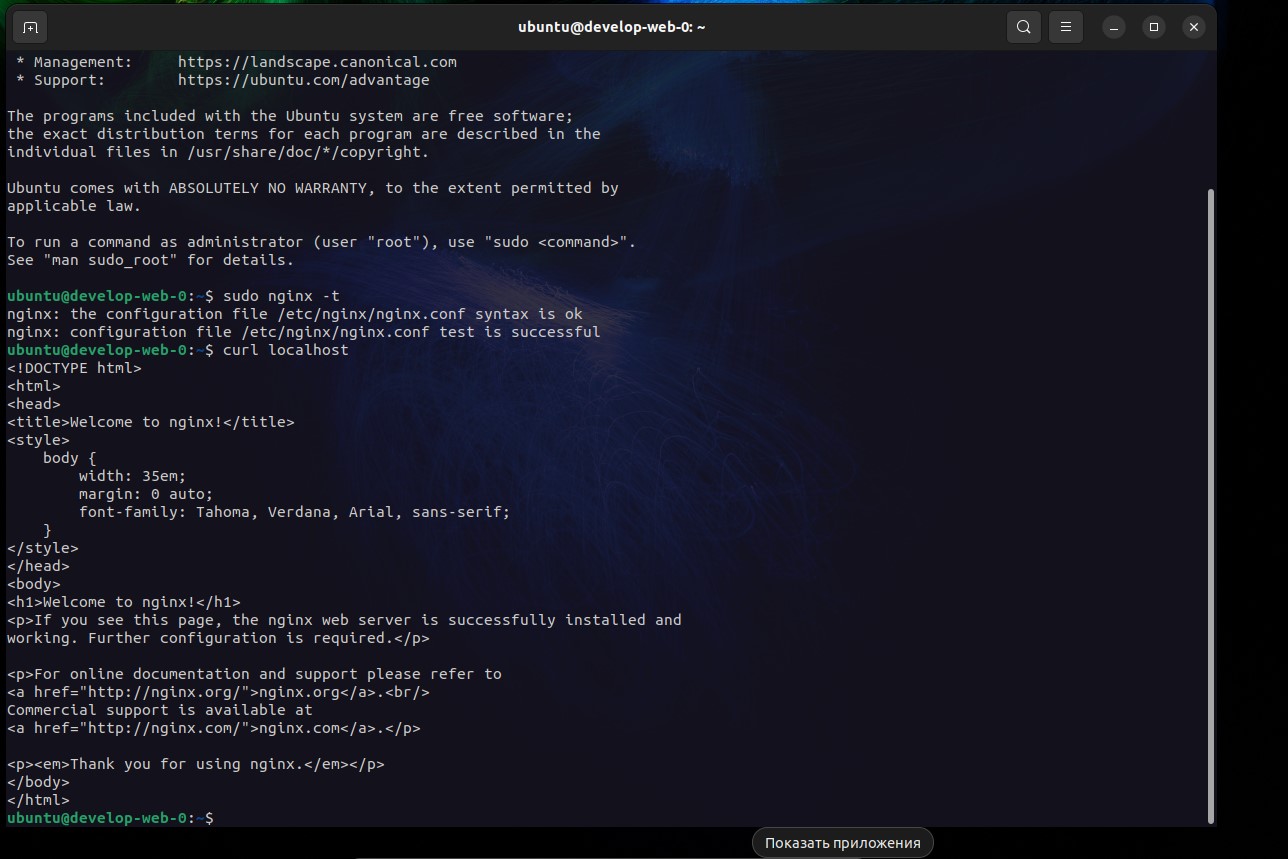 ubuntu@develop-web-0: ~
 * Management:     https://landscape.canonical.com
 * Support:        https://ubuntu.com/advantage

The programs included with the Ubuntu system are free software;
the exact distribution terms for each program are described in the
individual files in /usr/share/doc/*/copyright.

Ubuntu comes with ABSOLUTELY NO WARRANTY, to the extent permitted by
applicable law.

To run a command as administrator (user "root"), use "sudo <command>".
See "man sudo_root" for details.

ubuntu@develop-web-0:~$ sudo nginx -t
nginx: the configuration file /etc/nginx/nginx.conf syntax is ok
nginx: configuration file /etc/nginx/nginx.conf test is successful
ubuntu@develop-web-0:~$ curl localhost
<!DOCTYPE html>
<html>
<head>
<title>Welcome to nginx!</title>
<style>
    body {
        width: 35em;
        margin: 0 auto;
        font-family: Tahoma, Verdana, Arial, sans-serif;
    }
</style>
</head>
<body>
<h1>Welcome to nginx!</h1>
<p>If you see this page, the nginx web server is successfully installed and
working. Further configuration is required.</p>

<p>For online documentation and support please refer to
<a href="http://nginx.org/">nginx.org</a>.<br/>
Commercial support is available at
<a href="http://nginx.com/">nginx.com</a>.</p>

<p><em>Thank you for using nginx.</em></p>
</body>
</html>
ubuntu@develop-web-0:~$
Показать приложения